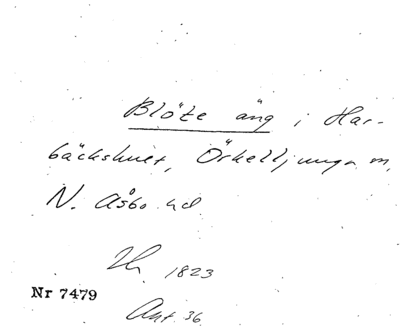 Blöte äng i Har-
bäckshult, Örkelljunga sn,
N. Åsbo hd.
1823
Nr 7479
Akt. 36